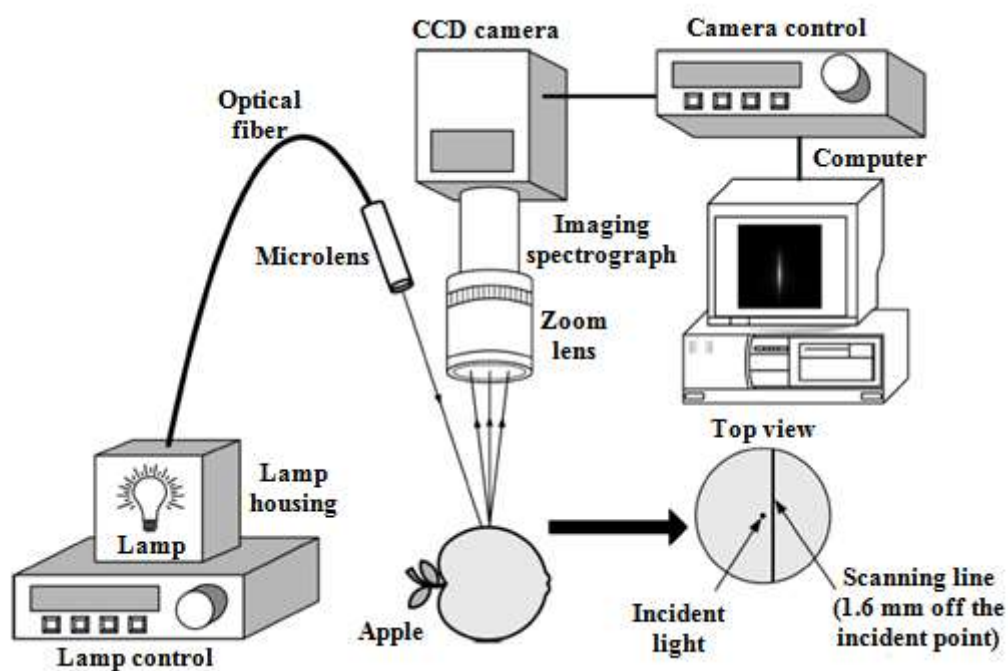 CCD camera
Camera control
Optical
fiber
Computer
Microlens
Imaging
spectrograph
Zoom
lens
Top view
Lamp
housing
Lamp
Scanning line
(1.6 mm off the
incident point)
Incident
light
Apple
Lamp control